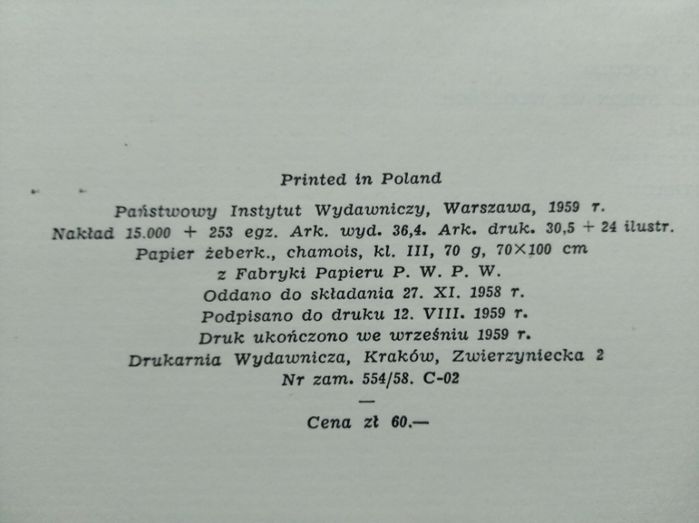 Printed in Poland
Państwowy Instytut Wydawniczy, Warszawa, 1959 r.
Nakład 15.000 + 253 egz. Ark. wyd. 36,4. Ark. druk. 30,5 + 24 ilustr.
Papier żeberk., chamois, kl. III, 70 g, 70×100 cm
z Fabryki Papieru P. W. P. W.
Oddano do składania 27. XI. 1958 r.
Podpisano do druku 12. VIII. 1959 r.
Druk ukończono we wrześniu 1959 r.
Drukarnia Wydawnicza, Kraków, Zwierzyniecka 2
Nr zam. 554/58. C-02
—
Cena zł 60.—